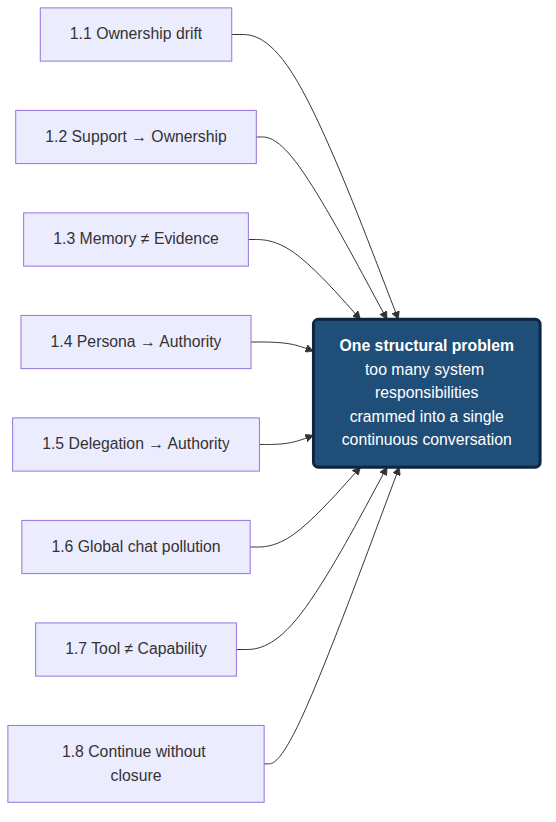 1.1 Ownership drift
1.2 Support → Ownership
1.3 Memory ≠ Evidence
1.4 Persona → Authority
1.5 Delegation → Authority
1.6 Global chat pollution
1.7 Tool ≠ Capability
1.8 Continue without
closure
One structural problem
too many system
responsibilities
crammed into a single
continuous conversation